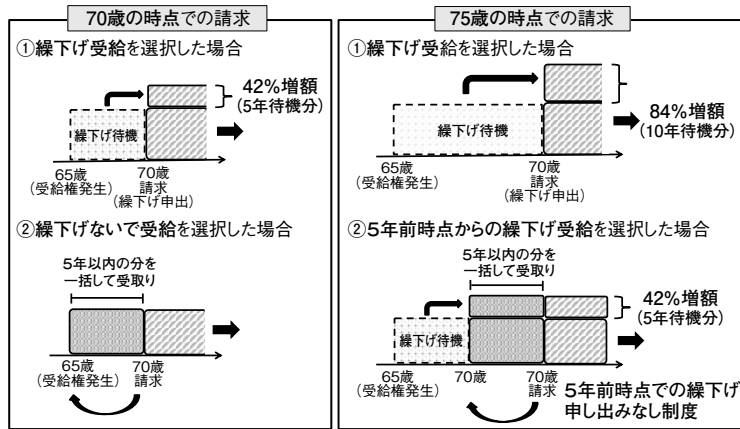 70歳の時点での請求
①繰下げ受給を選択した場合
42%増額
(5年待機分)
繰下げ待機
65歳
(受給権発生)
70歳
請求
(繰下げ申出)
②繰下げないで受給を選択した場合
5年以内の分を
一括して受取り
65歳
(受給権発生)
70歳
請求
75歳の時点での請求
①繰下げ受給を選択した場合
84%増額
(10年待機分)
繰下げ待機
65歳
(受給権発生)
70歳
請求
(繰下げ申出)
②5年前時点からの繰下げ受給を選択した場合
5年以内の分を
一括して受取り
42%増額
(5年待機分)
繰下げ待機
65歳
(受給権発生)
70歳
70歳
請求
5年前時点での繰下げ
申し出みなし制度